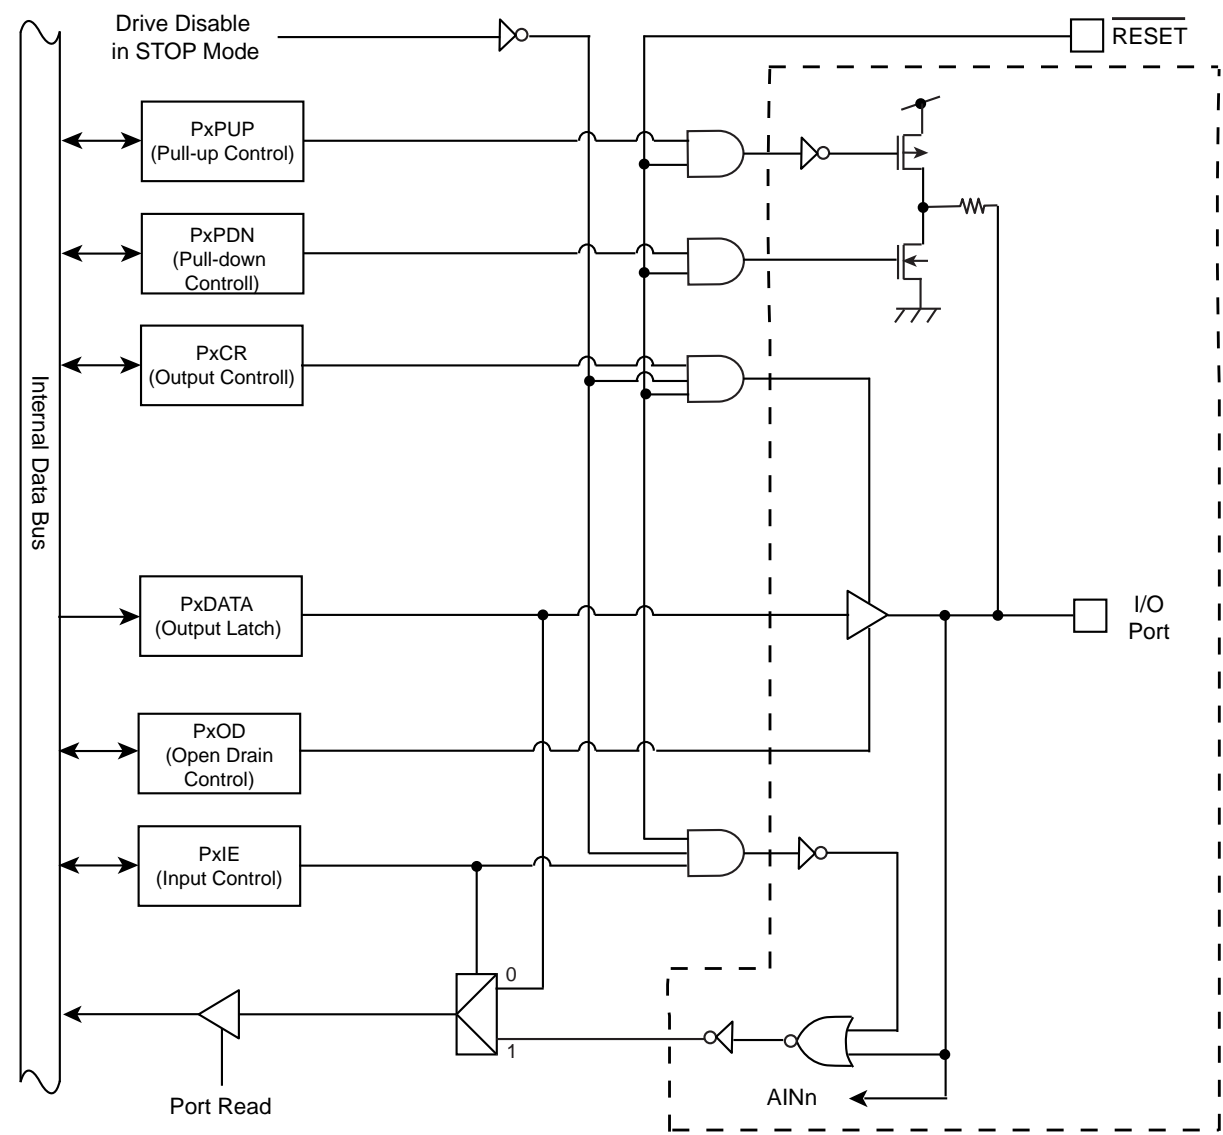 Drive Disable
in STOP Mode
RESET
PxPUP
(Pull-up Control)
PxPDN
(Pull-down
Controll)
PxCR
(Output Controll)
Internal Data Bus
PxDATA
(Output Latch)
I/O
Port
PxOD
(Open Drain
Control)
PxIE
(Input Control)
0
1
Port Read
AINn